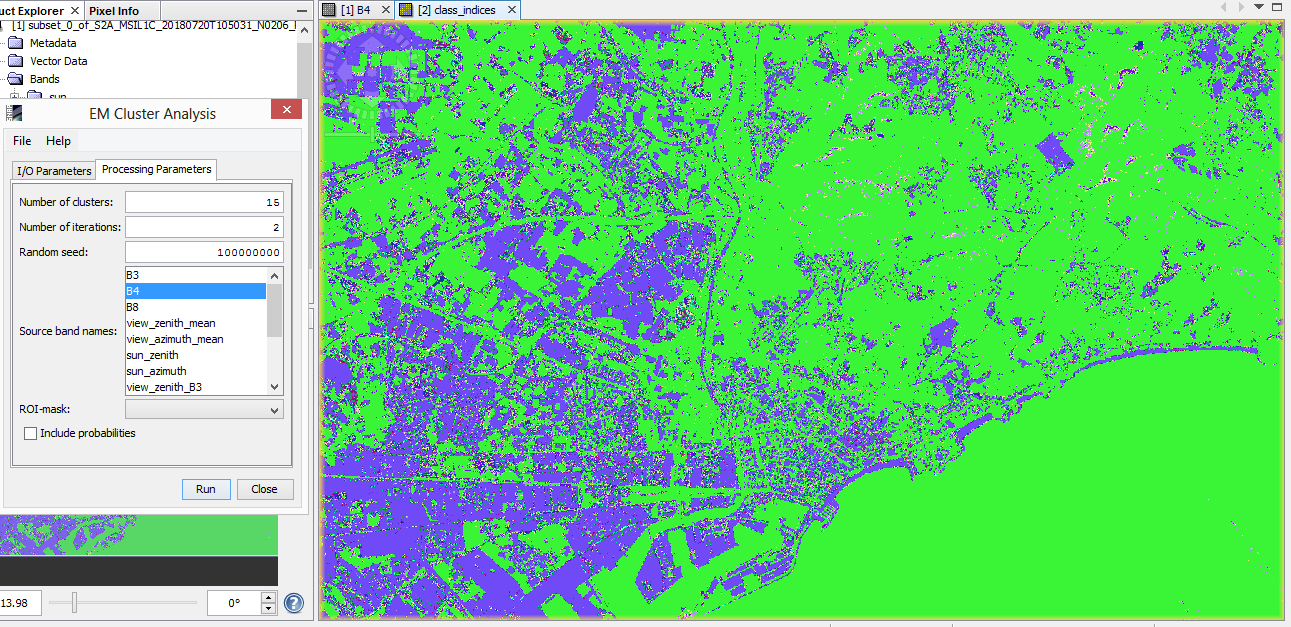 uct Explorer
Pixel Info
[1] B4
[2] class_indices
[1] subset_0_of_S2A_MSIL1C_20180720T105031_N0206_
Metadata
Vector Data
Bands
sun
EM Cluster Analysis
File Help
I/O Parameters Processing Parameters
Number of clusters: 15
Number of iterations: 2
Random seed: 100000000
Source band names:
B3
B4
B8
view_zenith_mean
view_azimuth_mean
sun_zenith
sun_azimuth
view_zenith_B3
ROI-mask:
Include probabilities
Run Close
13.98
0°
?